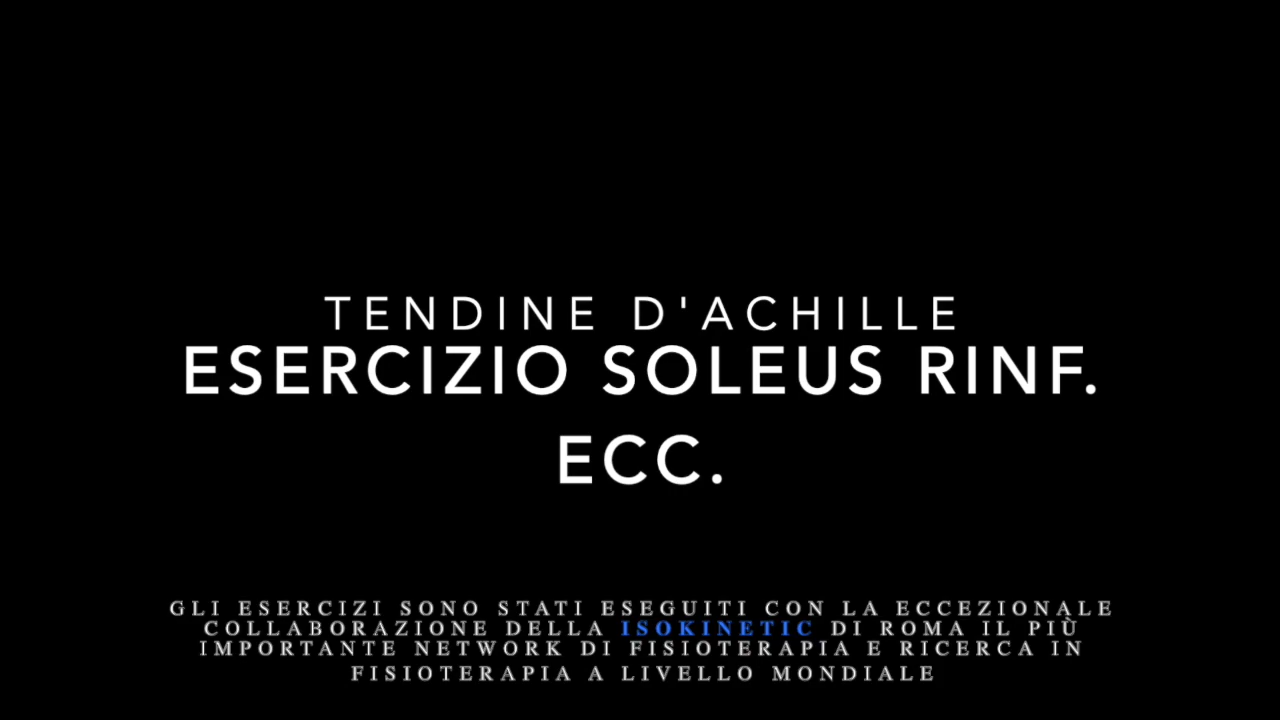 TENDINE D'ACHILLE
ESERCIZIO SOLEUS RINF.
ECC.
GLI ESERCIZI SONO STATI ESEGUITI CON LA ECCEZIONALE
COLLABORAZIONE DELLA ISOKINETIC DI ROMA IL PIÙ
IMPORTANTE NETWORK DI FISIOTERAPIA E RICERCA IN
FISIOTERAPIA A LIVELLO MONDIALE